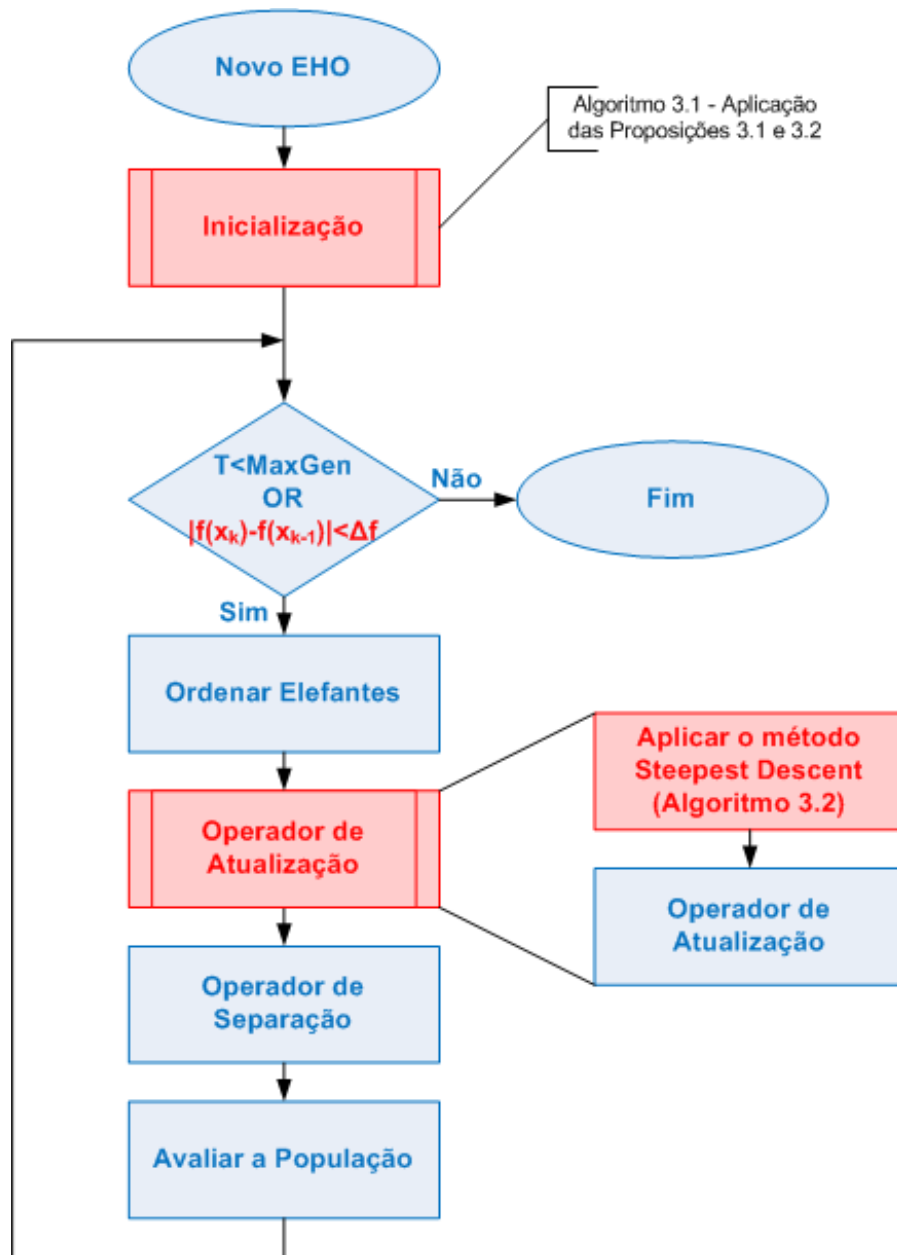 Novo EHO
Algoritmo 3.1 - Aplicação
das Proposições 3.1 e 3.2
Inicialização
T<MaxGen
OR
|f(xₖ)-f(xₖ₋₁)|<Δf
Não
Fim
Sim
Ordenar Elefantes
Operador de
Atualização
Aplicar o método
Steepest Descent
(Algoritmo 3.2)
Operador de
Atualização
Operador de
Separação
Avaliar a População